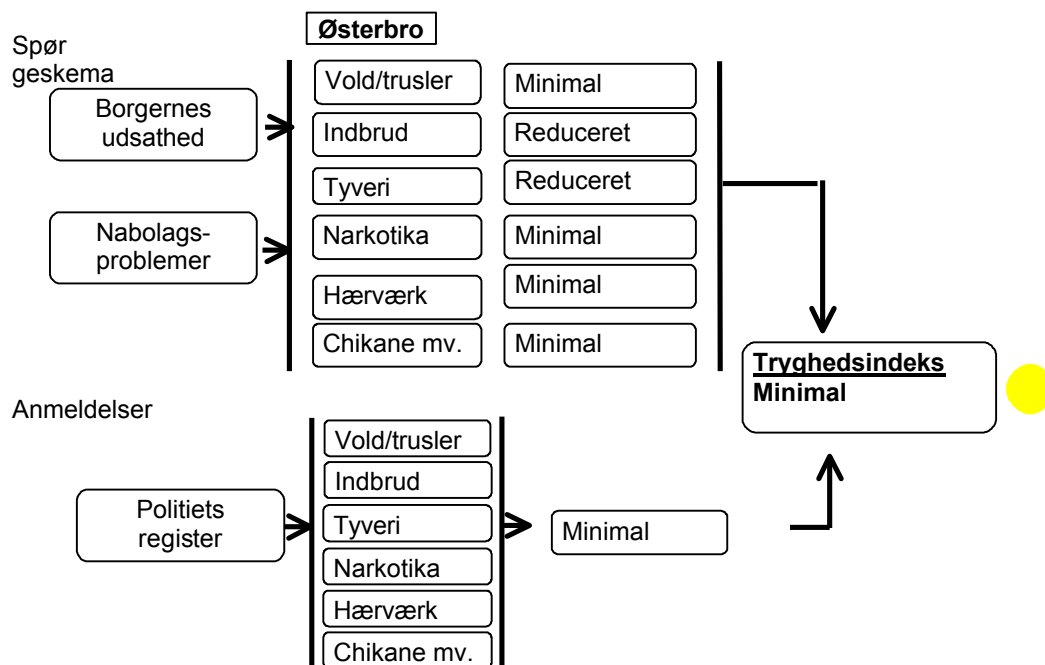 Østerbro
Spør
geskema
Borgernes
udsathed
Nabolags-
problemer
Vold/trusler
Minimal
Indbrud
Reduceret
Tyveri
Reduceret
Narkotika
Minimal
Hærværk
Minimal
Chikane mv.
Minimal
Tryghedsindeks
Minimal
Anmeldelser
Politiets
register
Vold/trusler
Indbrud
Tyveri
Narkotika
Hærværk
Chikane mv.
Minimal